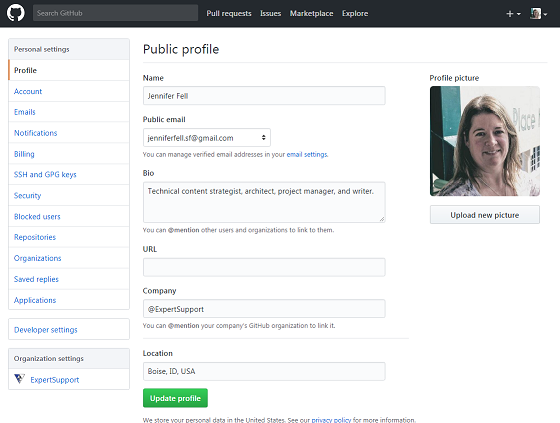 Search GitHub
Pull requests Issues Marketplace Explore
Personal settings
Profile
Account
Emails
Notifications
Billing
SSH and GPG keys
Security
Blocked users
Repositories
Organizations
Saved replies
Applications
Developer settings
Organization settings
ExpertSupport
Public profile
Name
Jennifer Fell
Public email
jenniferfell.sf@gmail.com
You can manage verified email addresses in your email settings.
Bio
Technical content strategist, architect, project manager, and writer.
You can @mention other users and organizations to link to them.
URL
Company
@ExpertSupport
You can @mention your company's GitHub organization to link it.
Location
Boise, ID, USA
Update profile
We store your personal data in the United States. See our privacy policy for more information.
Profile picture
Place
Upload new picture